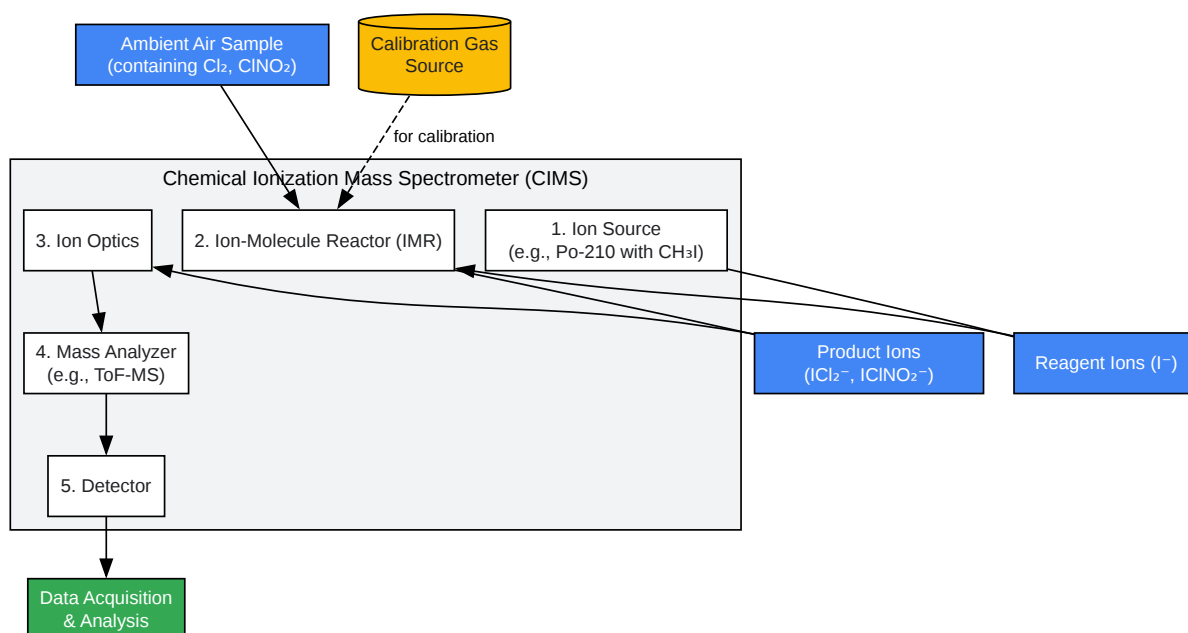 Ambient Air Sample
(containing Cl₂, ClNO₂)
Calibration Gas
Source
for calibration
Chemical Ionization Mass Spectrometer (CIMS)
3. Ion Optics
2. Ion-Molecule Reactor (IMR)
1. Ion Source
(e.g., Po-210 with CH₃I)
4. Mass Analyzer
(e.g., ToF-MS)
Product Ions
(ICl₂⁻, IClNO₂⁻)
Reagent Ions (I⁻)
5. Detector
Data Acquisition
& Analysis